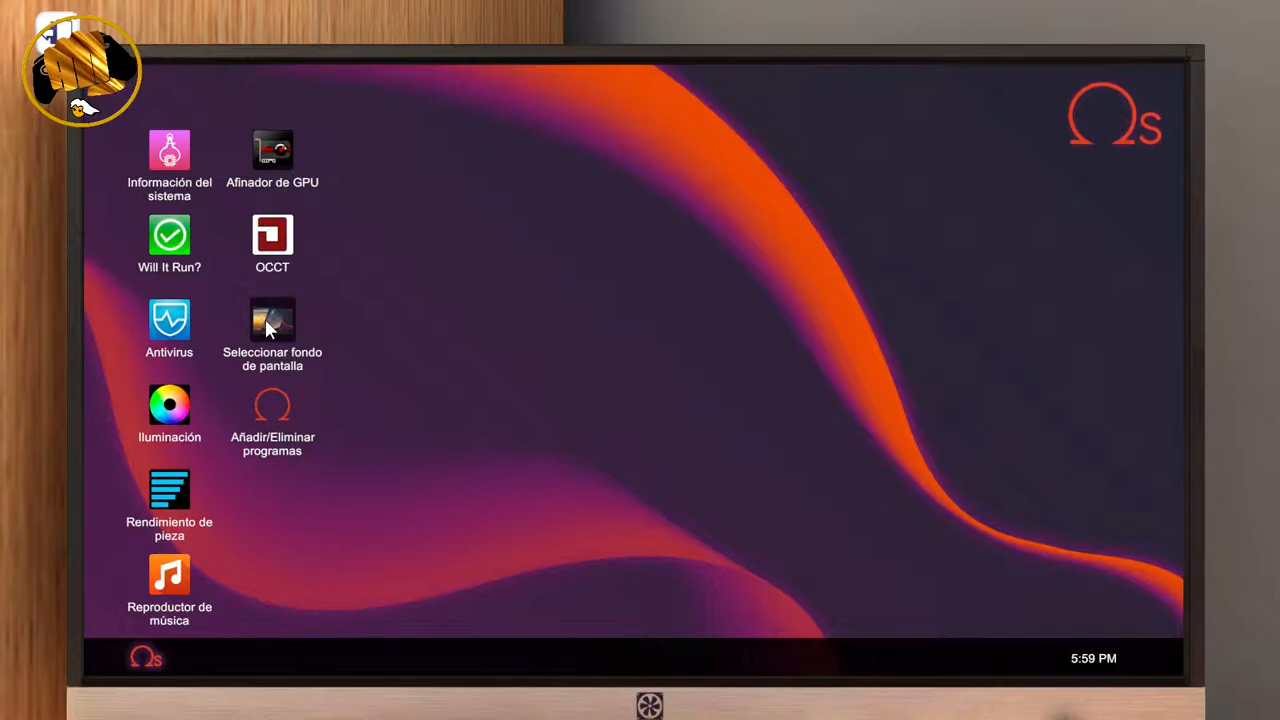 Ωs
Información del
sistema
Afinador de GPU
Will It Run?
OCCT
Antivirus
Seleccionar fondo
de pantalla
Iluminación
Añadir/Eliminar
programas
Rendimiento de
pieza
Reproductor de
música
Ωs
5:59 PM